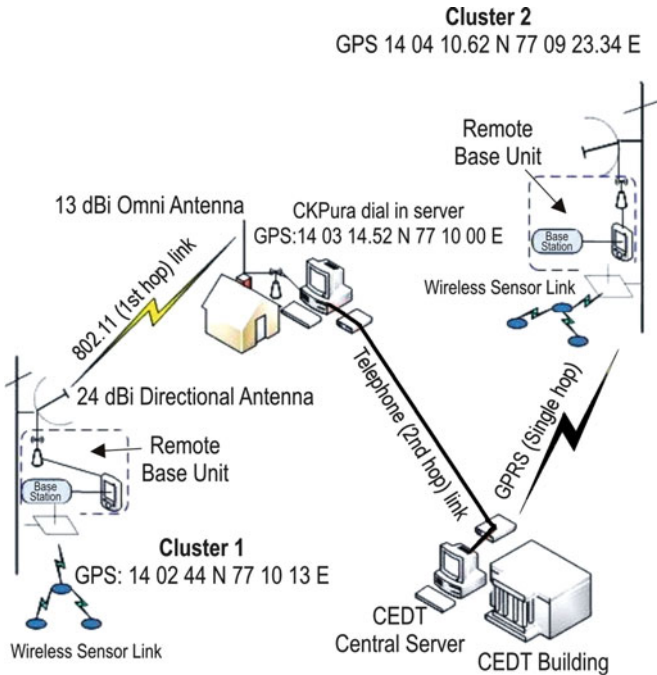 Cluster 2
GPS 14 04 10.62 N 77 09 23.34 E
Remote
Base Unit
13 dBi Omni Antenna
CKPura dial in server
GPS:14 03 14.52 N 77 10 00 E
Base
Station
Wireless Sensor Link
802.11 (1st hop) link
24 dBi Directional Antenna
Remote
Base Unit
Base
Station
Telephone (2nd hop) link
GPRS (Single hop)
Cluster 1
GPS: 14 02 44 N 77 10 13 E
Wireless Sensor Link
CEDT
Central Server
CEDT Building